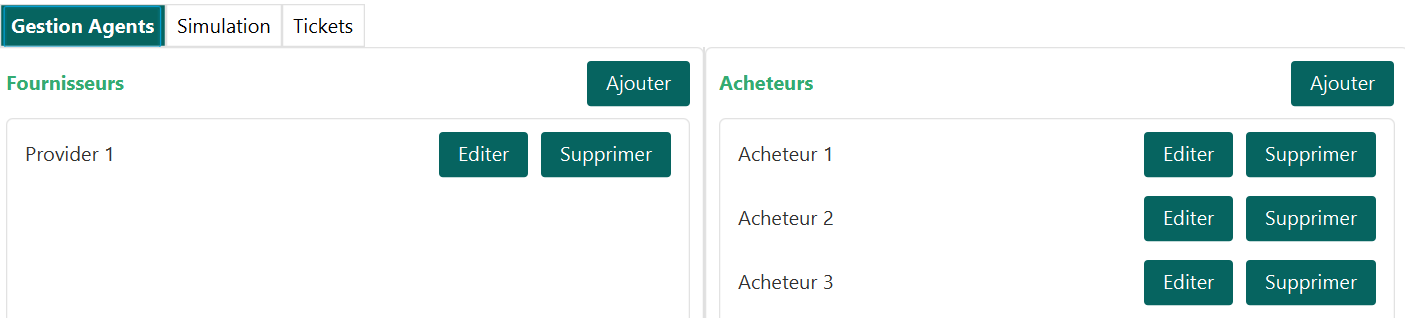 Gestion Agents Simulation Tickets
Fournisseurs Ajouter
Provider 1 Editer Supprimer
Acheteurs Ajouter
Acheteur 1 Editer Supprimer
Acheteur 2 Editer Supprimer
Acheteur 3 Editer Supprimer